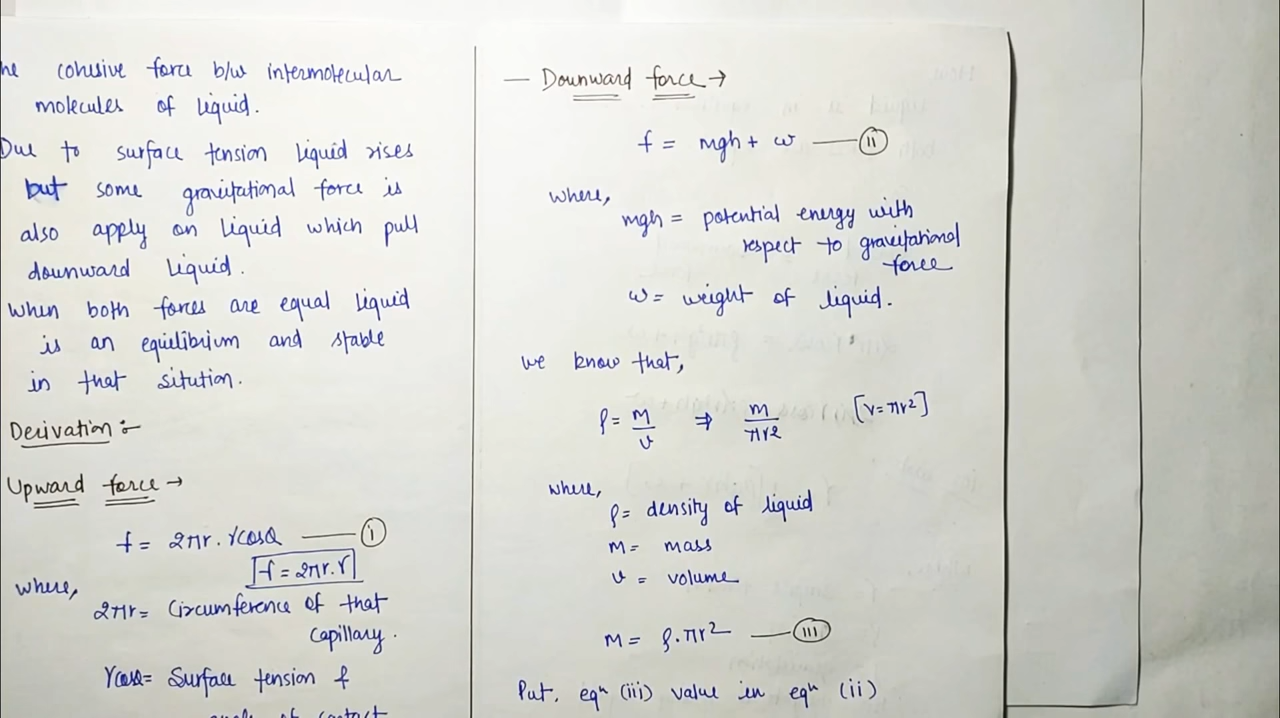 he cohesive force b/w intermolecular
molecules of liquid.
Due to surface tension liquid rises
but some gravitational force is
also apply on liquid which pull
downward liquid.
When both forces are equal liquid
is an equilibrium and stable
in that sitution.
Derivation :-
Upward force →
f = 2πr . γcosθ —— (i)
f = 2πr.γ
where,
2πr = Circumference of that
capillary.
γcosθ = Surface tension &
angle of contact
— Downward force →
f = mgh + w —— (ii)
where,
mgh = potential energy with
respect to gravitational
force
w = weight of liquid.
we know that,
ρ = M/v ⇒ m/πr2 [v = πr2]
where,
ρ = density of liquid
M = mass
v = volume
M = ρ.πr2 —— (iii)
Put, eqn (iii) value in eqn (ii)